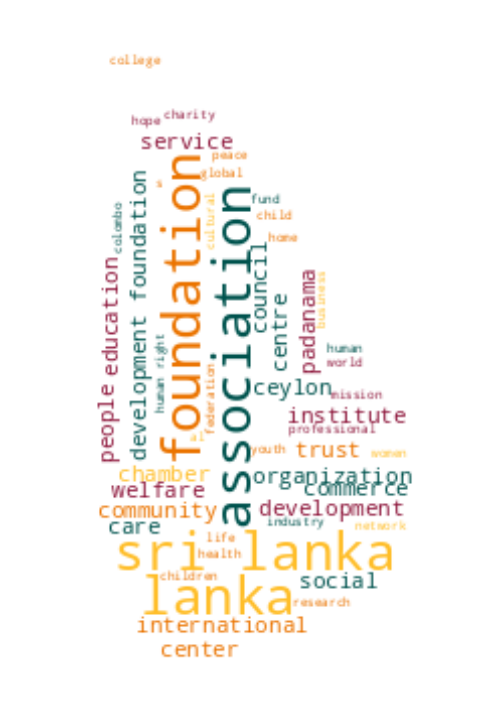 college
hope
charity
service
peace
global
s
fund
cultural
child
colombo
development foundation
foundation
association
home
council
education
padanama
business
centre
human right
human
world
federation
ceylon
mission
people
institute
professional
youth
trust
women
chamber
organization
welfare
commerce
community
development
care
industry
network
life
sri lanka
health
children
social
lanka
research
international
center